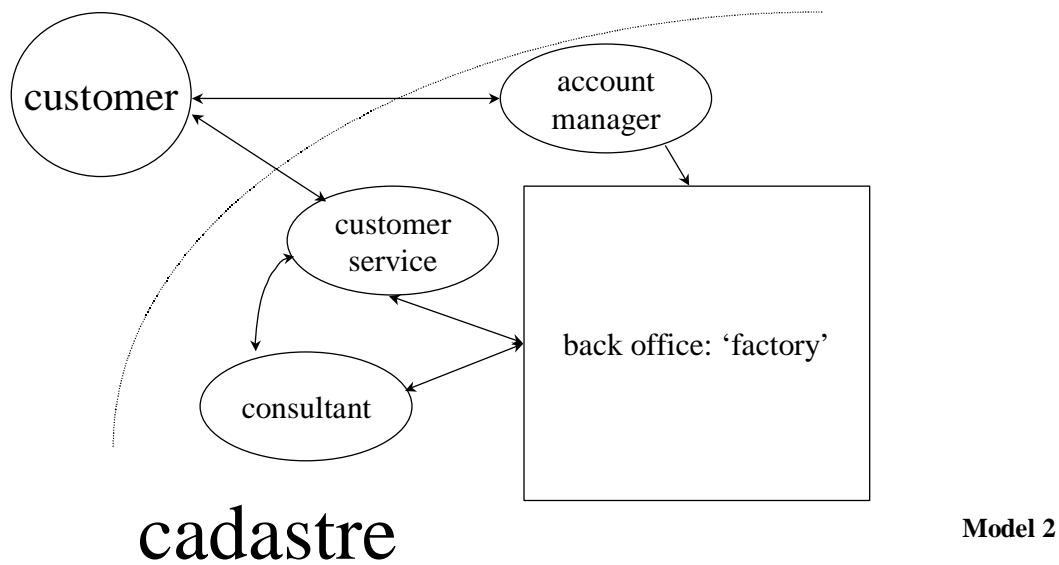 customer
account
manager
customer
service
back office: ‘factory’
consultant
cadastre
Model 2